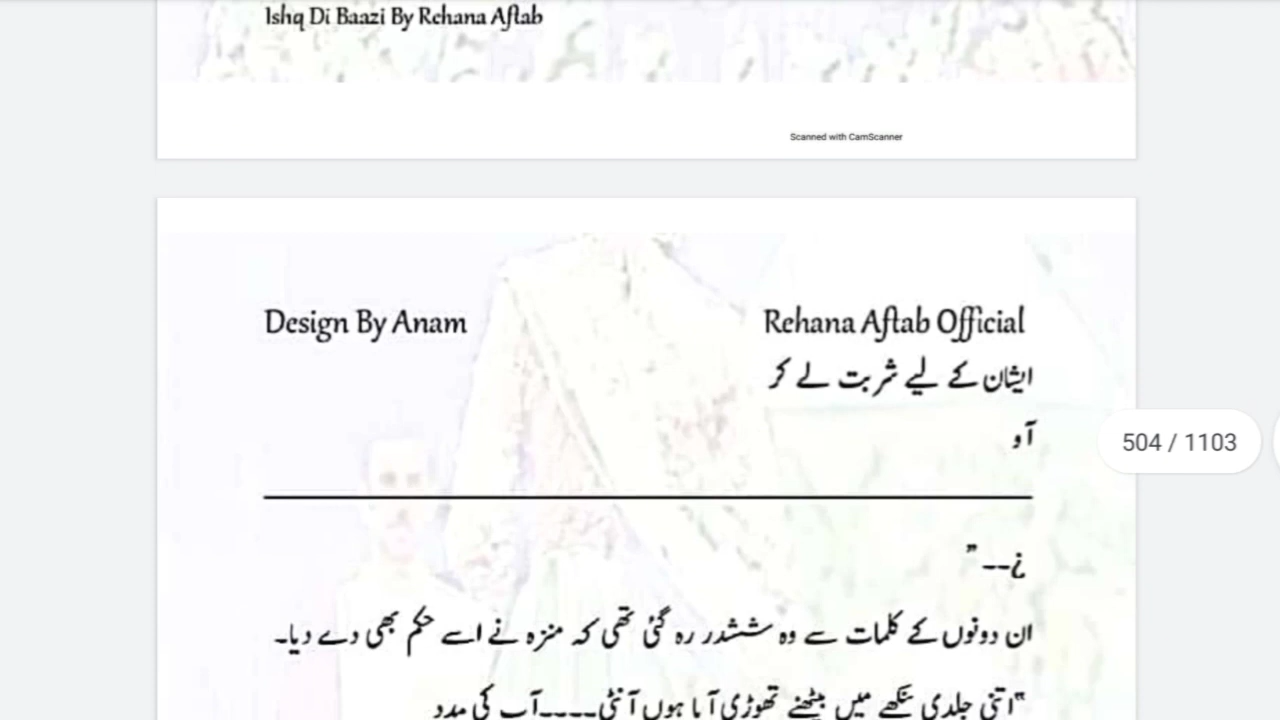 Ishq Di Baazi By Rehana Aftab
Scanned with CamScanner
Design By Anam Rehana Aftab Official
ایشان کے لیے شربت لے کر
آو
504 / 1103
؟-- ”
ان دونوں کے کلمات سے وہ ششدر رہ گئی تھی کہ منزہ نے اسے حکم بھی دے دیا۔
“اتنی جلدی پنکھے میں بیٹھنے تھوڑی آیا ہوں آنٹی۔۔۔۔آپ کی مدد